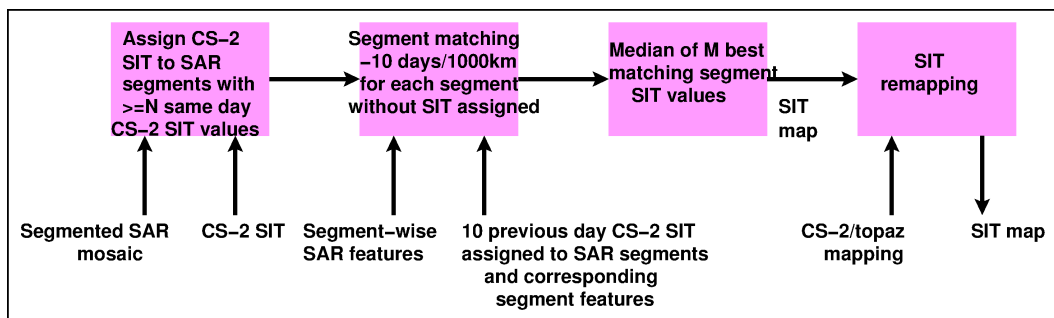 Assign CS−2
SIT to SAR
segments with
>=N same day
CS−2 SIT values
Segment matching
−10 days/1000km
for each segment
without SIT assigned
Median of M best
matching segment
SIT values
SIT
map
SIT
remapping
Segmented SAR
mosaic
CS−2 SIT
Segment−wise
SAR features
10 previous day CS−2 SIT
assigned to SAR segments
and corresponding
segment features
CS−2/topaz
mapping
SIT map